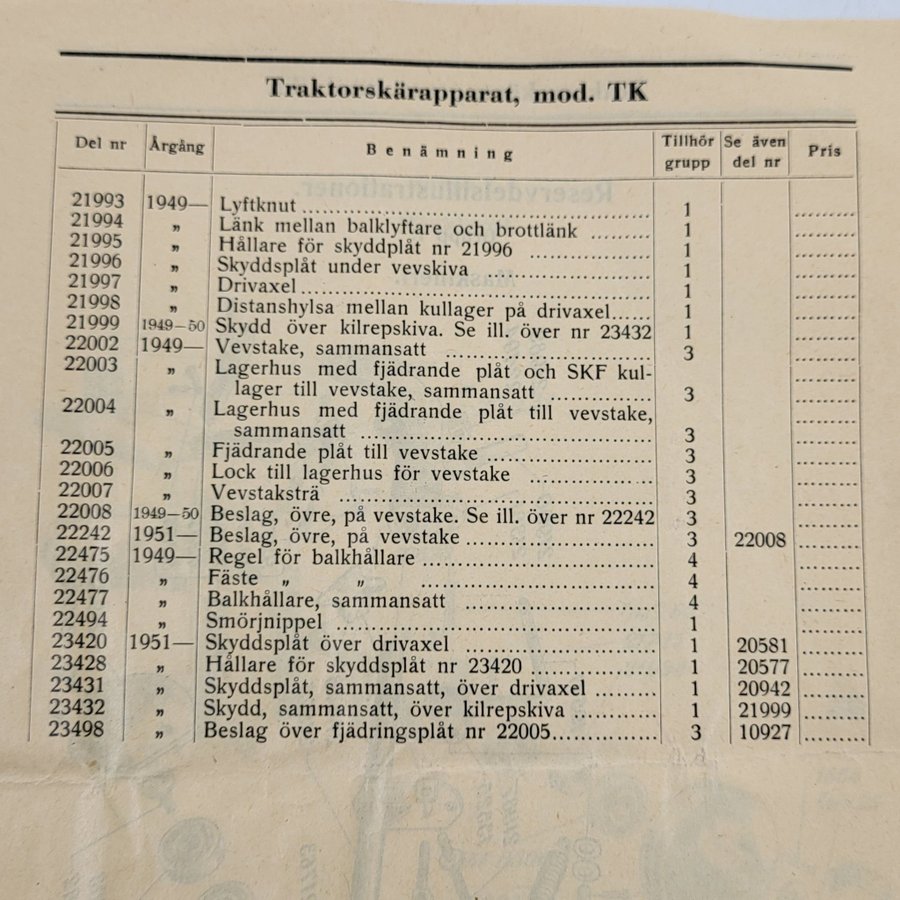 Traktorskärapparat, mod. TK
Del nr Årgång Benämning Tillhör grupp Se även del nr Pris
21993 1949— Lyftknut 1
21994 „ Länk mellan balklyftare och brottlänk 1
21995 „ Hållare för skyddplåt nr 21996 1
21996 „ Skyddsplåt under vevskiva 1
21997 „ Drivaxel 1
21998 „ Distanshylsa mellan kullager på drivaxel 1
21999 1949—50 Skydd över kilrepskiva. Se ill. över nr 23432 1
22002 1949— Vevstake, sammansatt 3
22003 „ Lagerhus med fjädrande plåt och SKF kul-
lager till vevstake, sammansatt 3
22004 „ Lagerhus med fjädrande plåt till vevstake,
sammansatt 3
22005 „ Fjädrande plåt till vevstake 3
22006 „ Lock till lagerhus för vevstake 3
22007 „ Vevstaksträ 3
22008 1949—50 Beslag, övre, på vevstake. Se ill. över nr 22242 3
22242 1951— Beslag, övre, på vevstake 3 22008
22475 1949— Regel för balkhållare 4
22476 „ Fäste „ „ 4
22477 „ Balkhållare, sammansatt 4
22494 „ Smörjnippel 1
23420 1951— Skyddsplåt över drivaxel 1 20581
23428 „ Hållare för skyddsplåt nr 23420 1 20577
23431 „ Skyddsplåt, sammansatt, över drivaxel 1 20942
23432 „ Skydd, sammansatt, över kilrepskiva 1 21999
23498 „ Beslag över fjädringsplåt nr 22005 3 10927